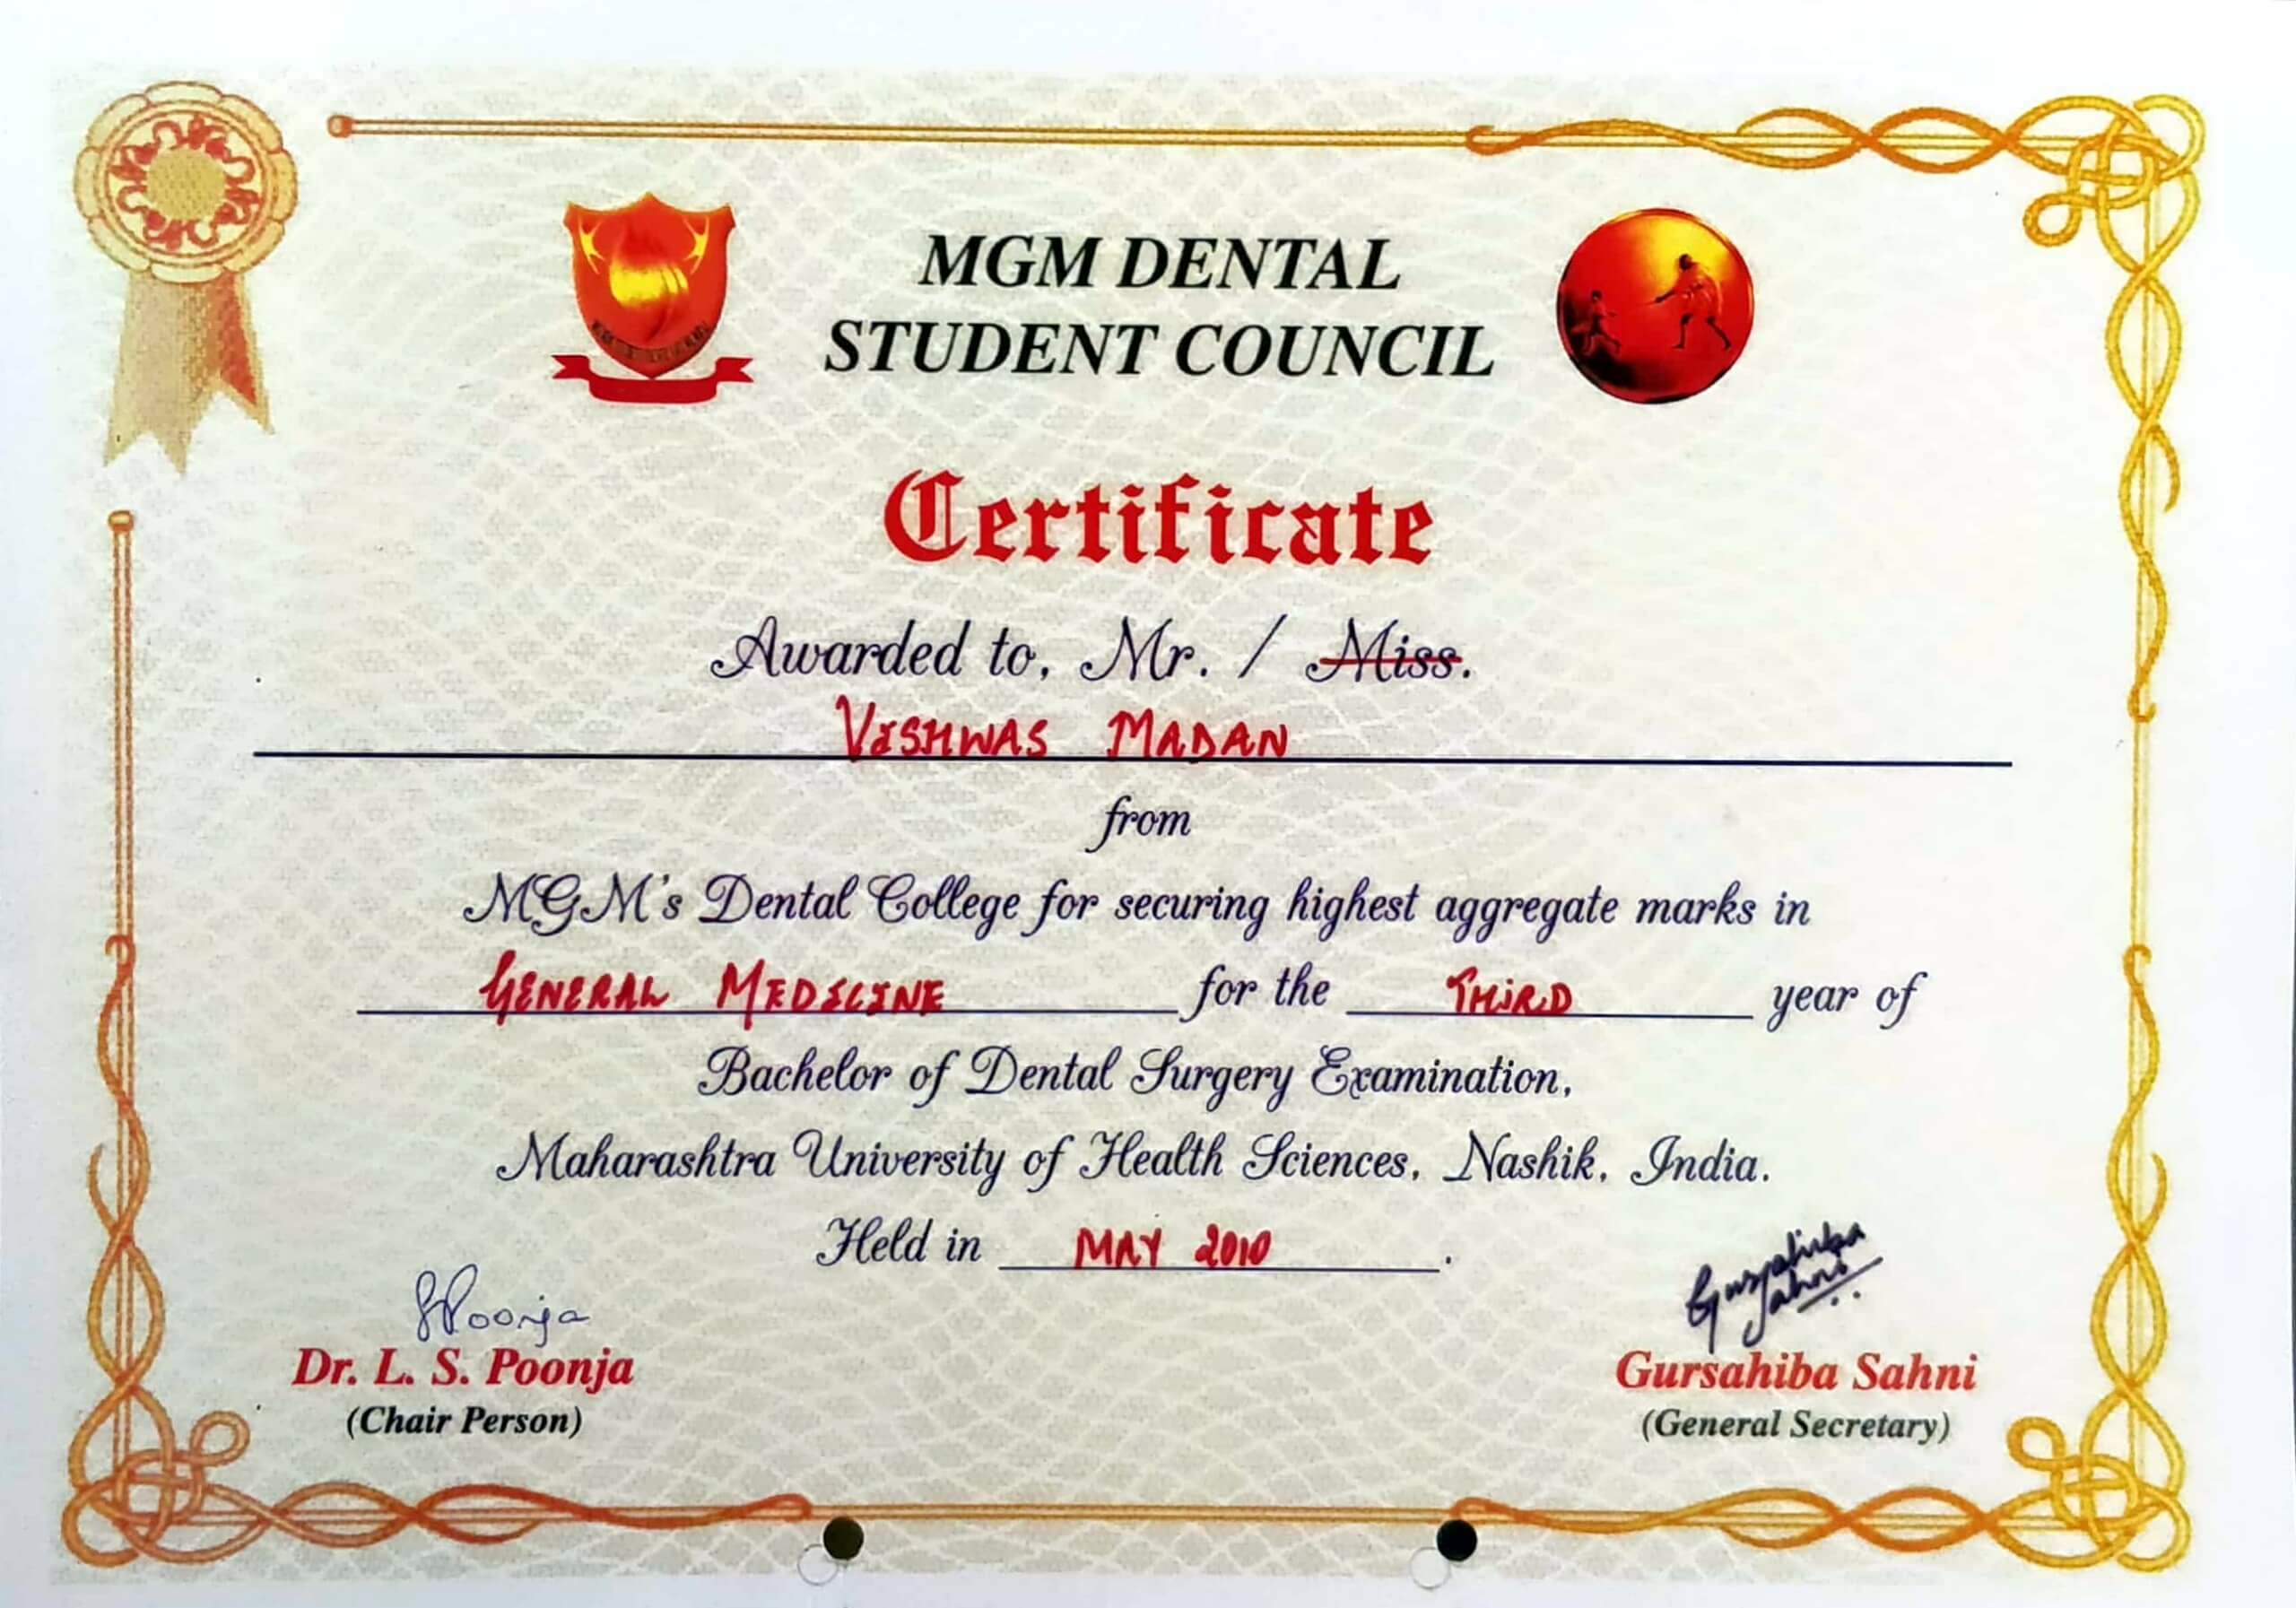 MGM DENTAL
STUDENT COUNCIL
Certificate
Awarded to, Mr. / Miss.
VISHWAS MADAN
from
MGM's Dental College for securing highest aggregate marks in
GENERAL MEDICINE for the THIRD year of
Bachelor of Dental Surgery Examination,
Maharashtra University of Health Sciences, Nashik, India.
Held in MAY 2010.
Poonja
Gursahiba
Sahni
Dr. L. S. Poonja
Gursahiba Sahni
(Chair Person)
(General Secretary)